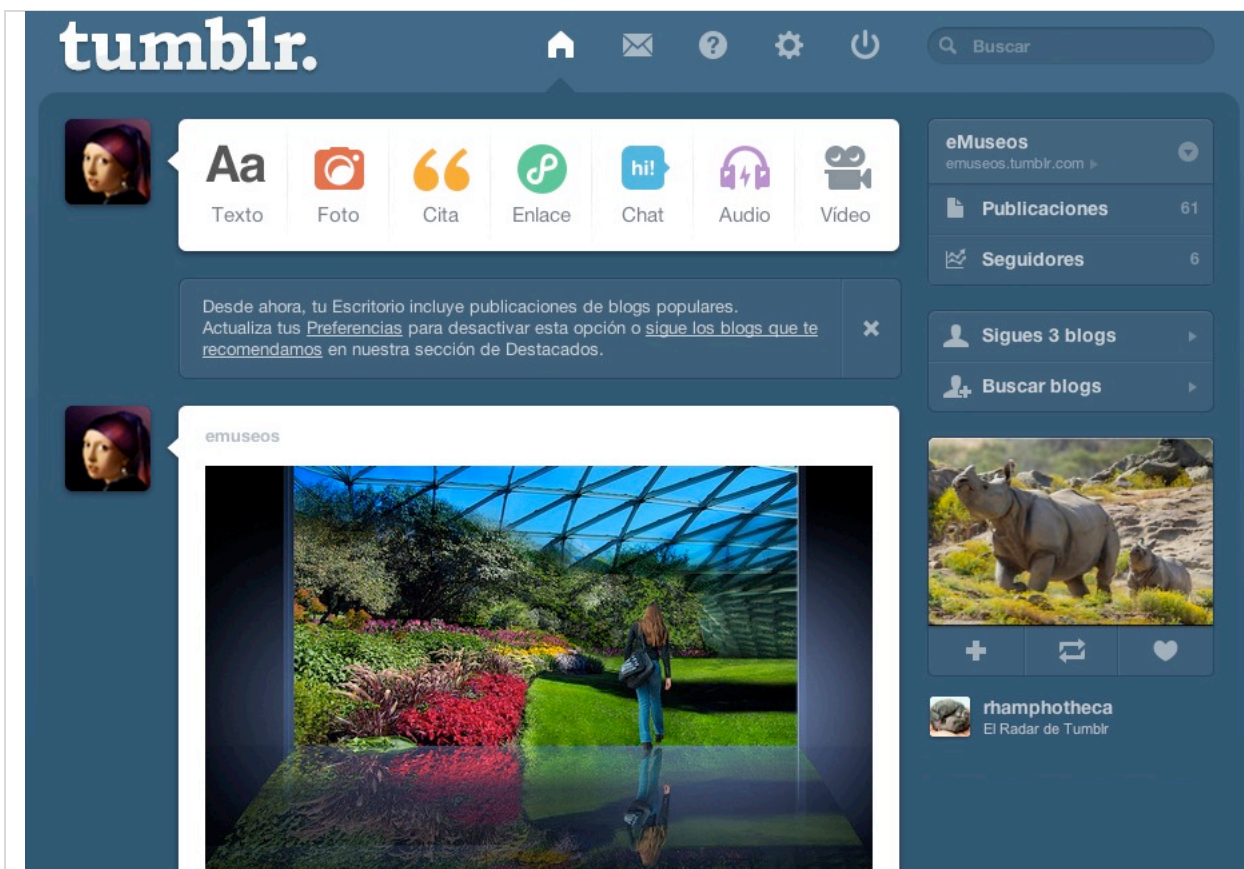 tumblr.
Buscar
Aa
Texto
Foto
Cita
Enlace
hi!
Chat
Audio
Vídeo
eMuseos
emuseos.tumblr.com
Publicaciones 61
Seguidores 6
Desde ahora, tu Escritorio incluye publicaciones de blogs populares.
Actualiza tus Preferencias para desactivar esta opción o sigue los blogs que te
recomendamos en nuestra sección de Destacados.
Sigues 3 blogs
Buscar blogs
emuseos
rhamphotheca
El Radar de Tumblr